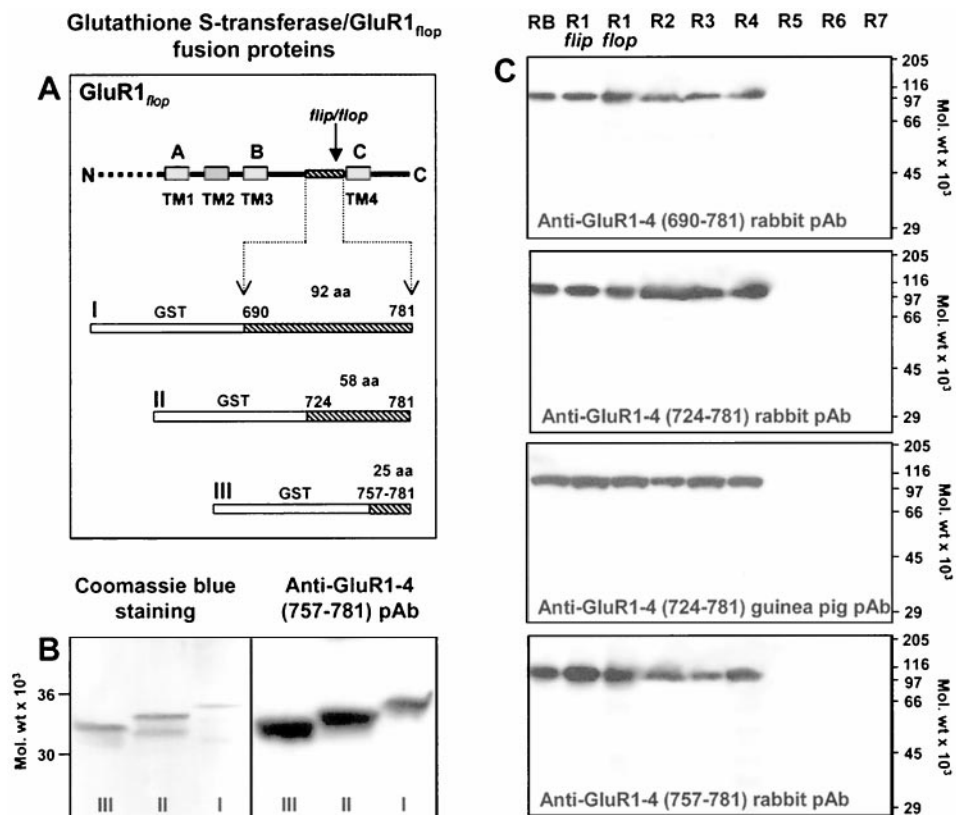 Glutathione S-transferase/GluR1flop
fusion proteins
A
GluR1flop
flip/flop
A B C
N C
TM1 TM2 TM3 TM4
92 aa
I GST 690 781
58 aa
II GST 724 781
25 aa
III GST 757-781
Coomassie blue
staining
Anti-GluR1-4
(757-781) pAb
B
Mol. wt x 10³
36
30
III II I III II I
RB R1 R1 R2 R3 R4 R5 R6 R7
flip flop
C
205
116
97
66
45
29
Mol. wt x 10³
Anti-GluR1-4 (690-781) rabbit pAb
205
116
97
66
45
29
Mol. wt x 10³
Anti-GluR1-4 (724-781) rabbit pAb
205
116
97
66
45
29
Mol. wt x 10³
Anti-GluR1-4 (724-781) guinea pig pAb
205
116
97
66
45
29
Mol. wt x 10³
Anti-GluR1-4 (757-781) rabbit pAb